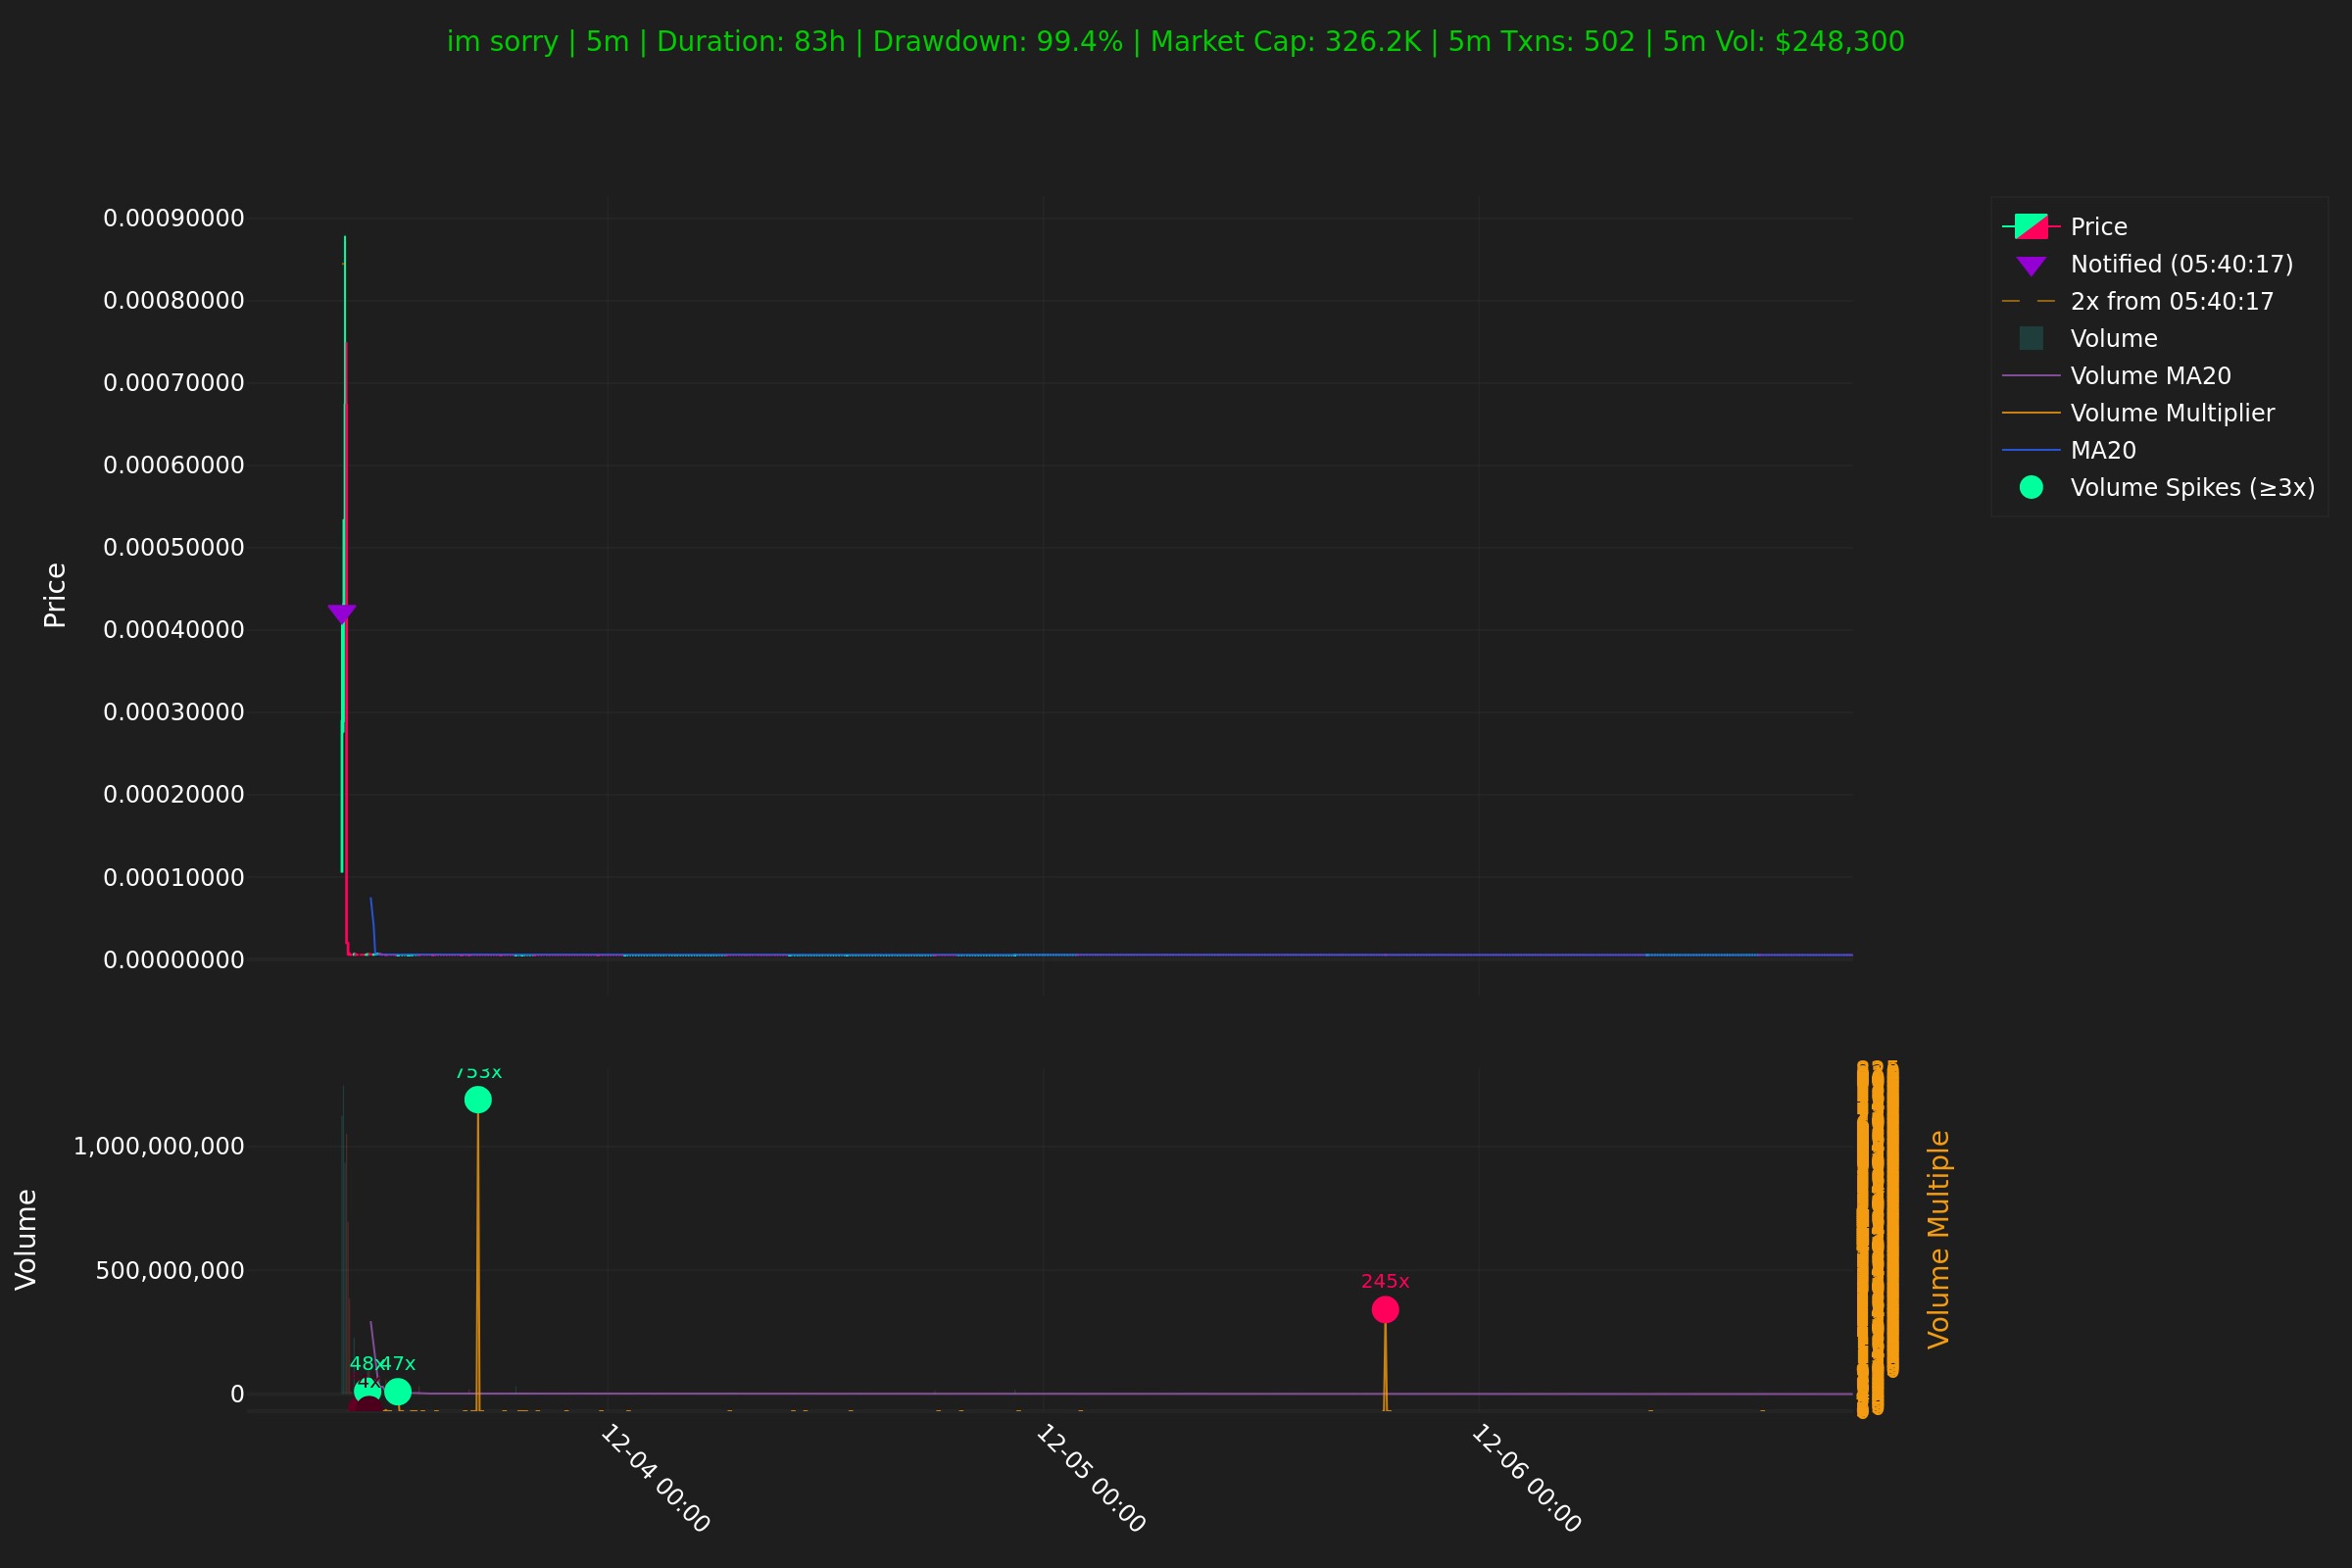 im sorry | 5m | Duration: 83h | Drawdown: 99.4% | Market Cap: 326.2K | 5m Txns: 502 | 5m Vol: $248,300
Price
0.00090000
0.00080000
0.00070000
0.00060000
0.00050000
0.00040000
0.00030000
0.00020000
0.00010000
0.00000000
Price
Notified (05:40:17)
2x from 05:40:17
Volume
Volume MA20
Volume Multiplier
MA20
Volume Spikes (≥3x)
Volume
1,000,000,000
500,000,000
0
753x
245x
48x
47x
4x
Volume Multiple
12-04 00:00
12-05 00:00
12-06 00:00